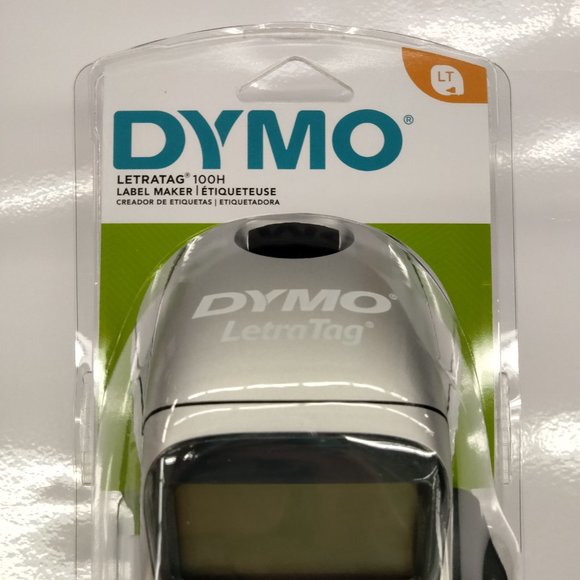 LT
DYMO®
LETRATAG® 100H
LABEL MAKER | ÉTIQUETEUSE
CREADOR DE ETIQUETAS | ETIQUETADORA
DYMO®
LetraTag®